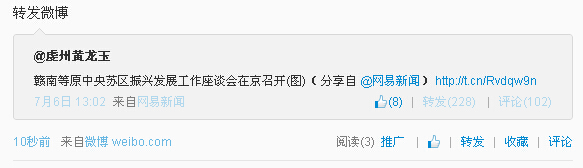 转发微博
@虔州黄龙玉
赣南等原中央苏区振兴发展工作座谈会在京召开(图) ( 分享自 @网易新闻 ) http://t.cn/Rvdqw9n
7月6日 13:02 来自网易新闻 (8) | 转发(228) | 评论(102)
10秒前 来自微博 weibo.com 阅读(3) 推广 | | 转发 | 收藏 | 评论